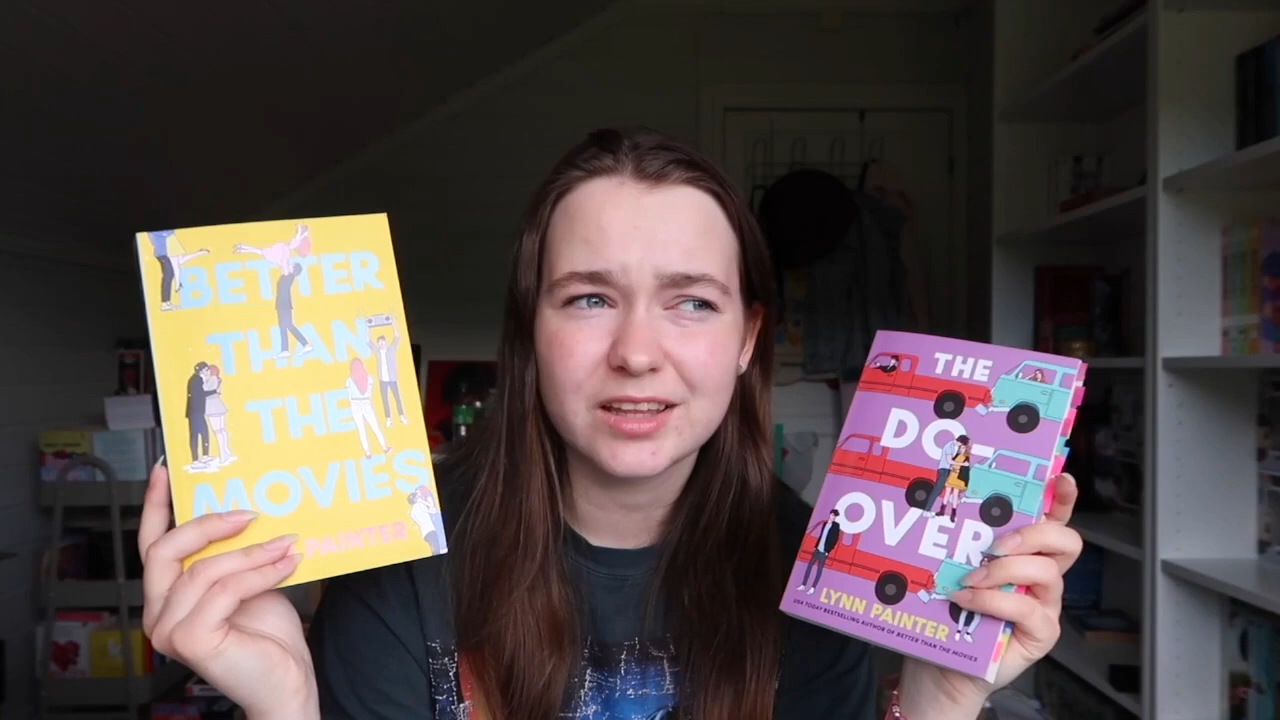 BETTER
THAN
THE
MOVIES
PAINTER
THE
DO-
OVER
LYNN PAINTER
USA TODAY BESTSELLING AUTHOR OF BETTER THAN THE MOVIES